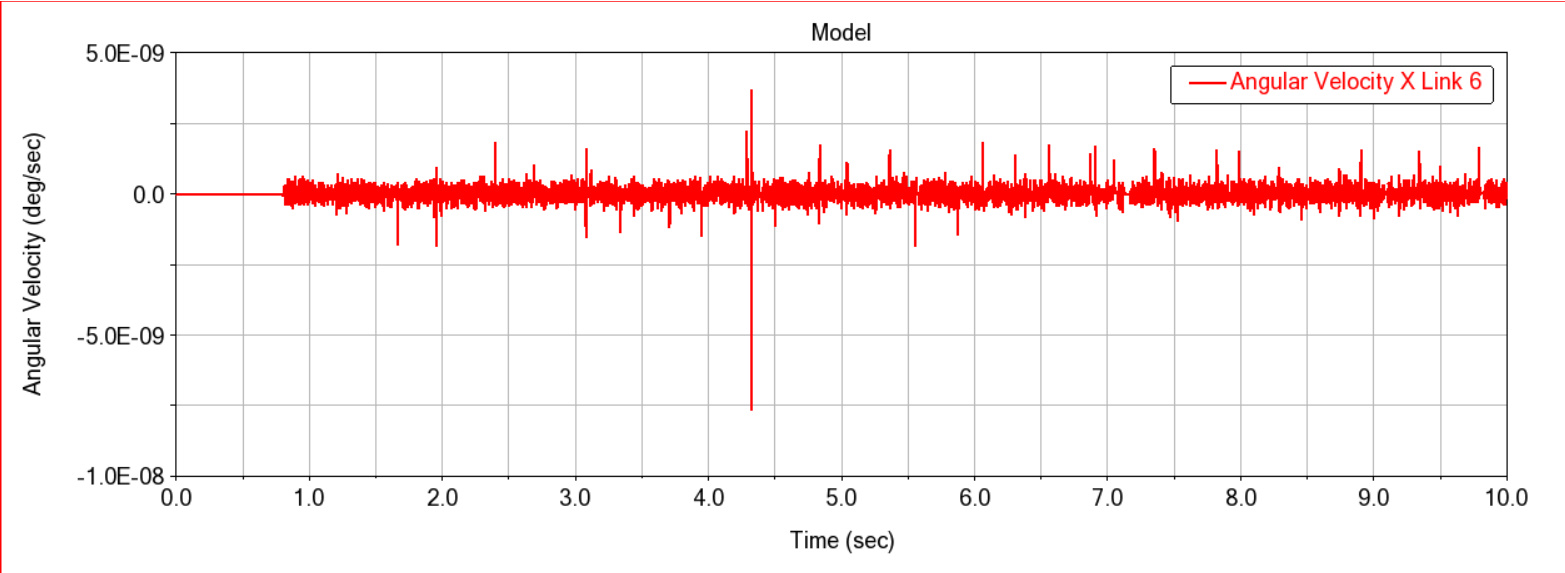 Model
Angular Velocity X Link 6
Angular Velocity (deg/sec)
5.0E-09
0.0
-5.0E-09
-1.0E-08
0.0 1.0 2.0 3.0 4.0 5.0 6.0 7.0 8.0 9.0 10.0
Time (sec)